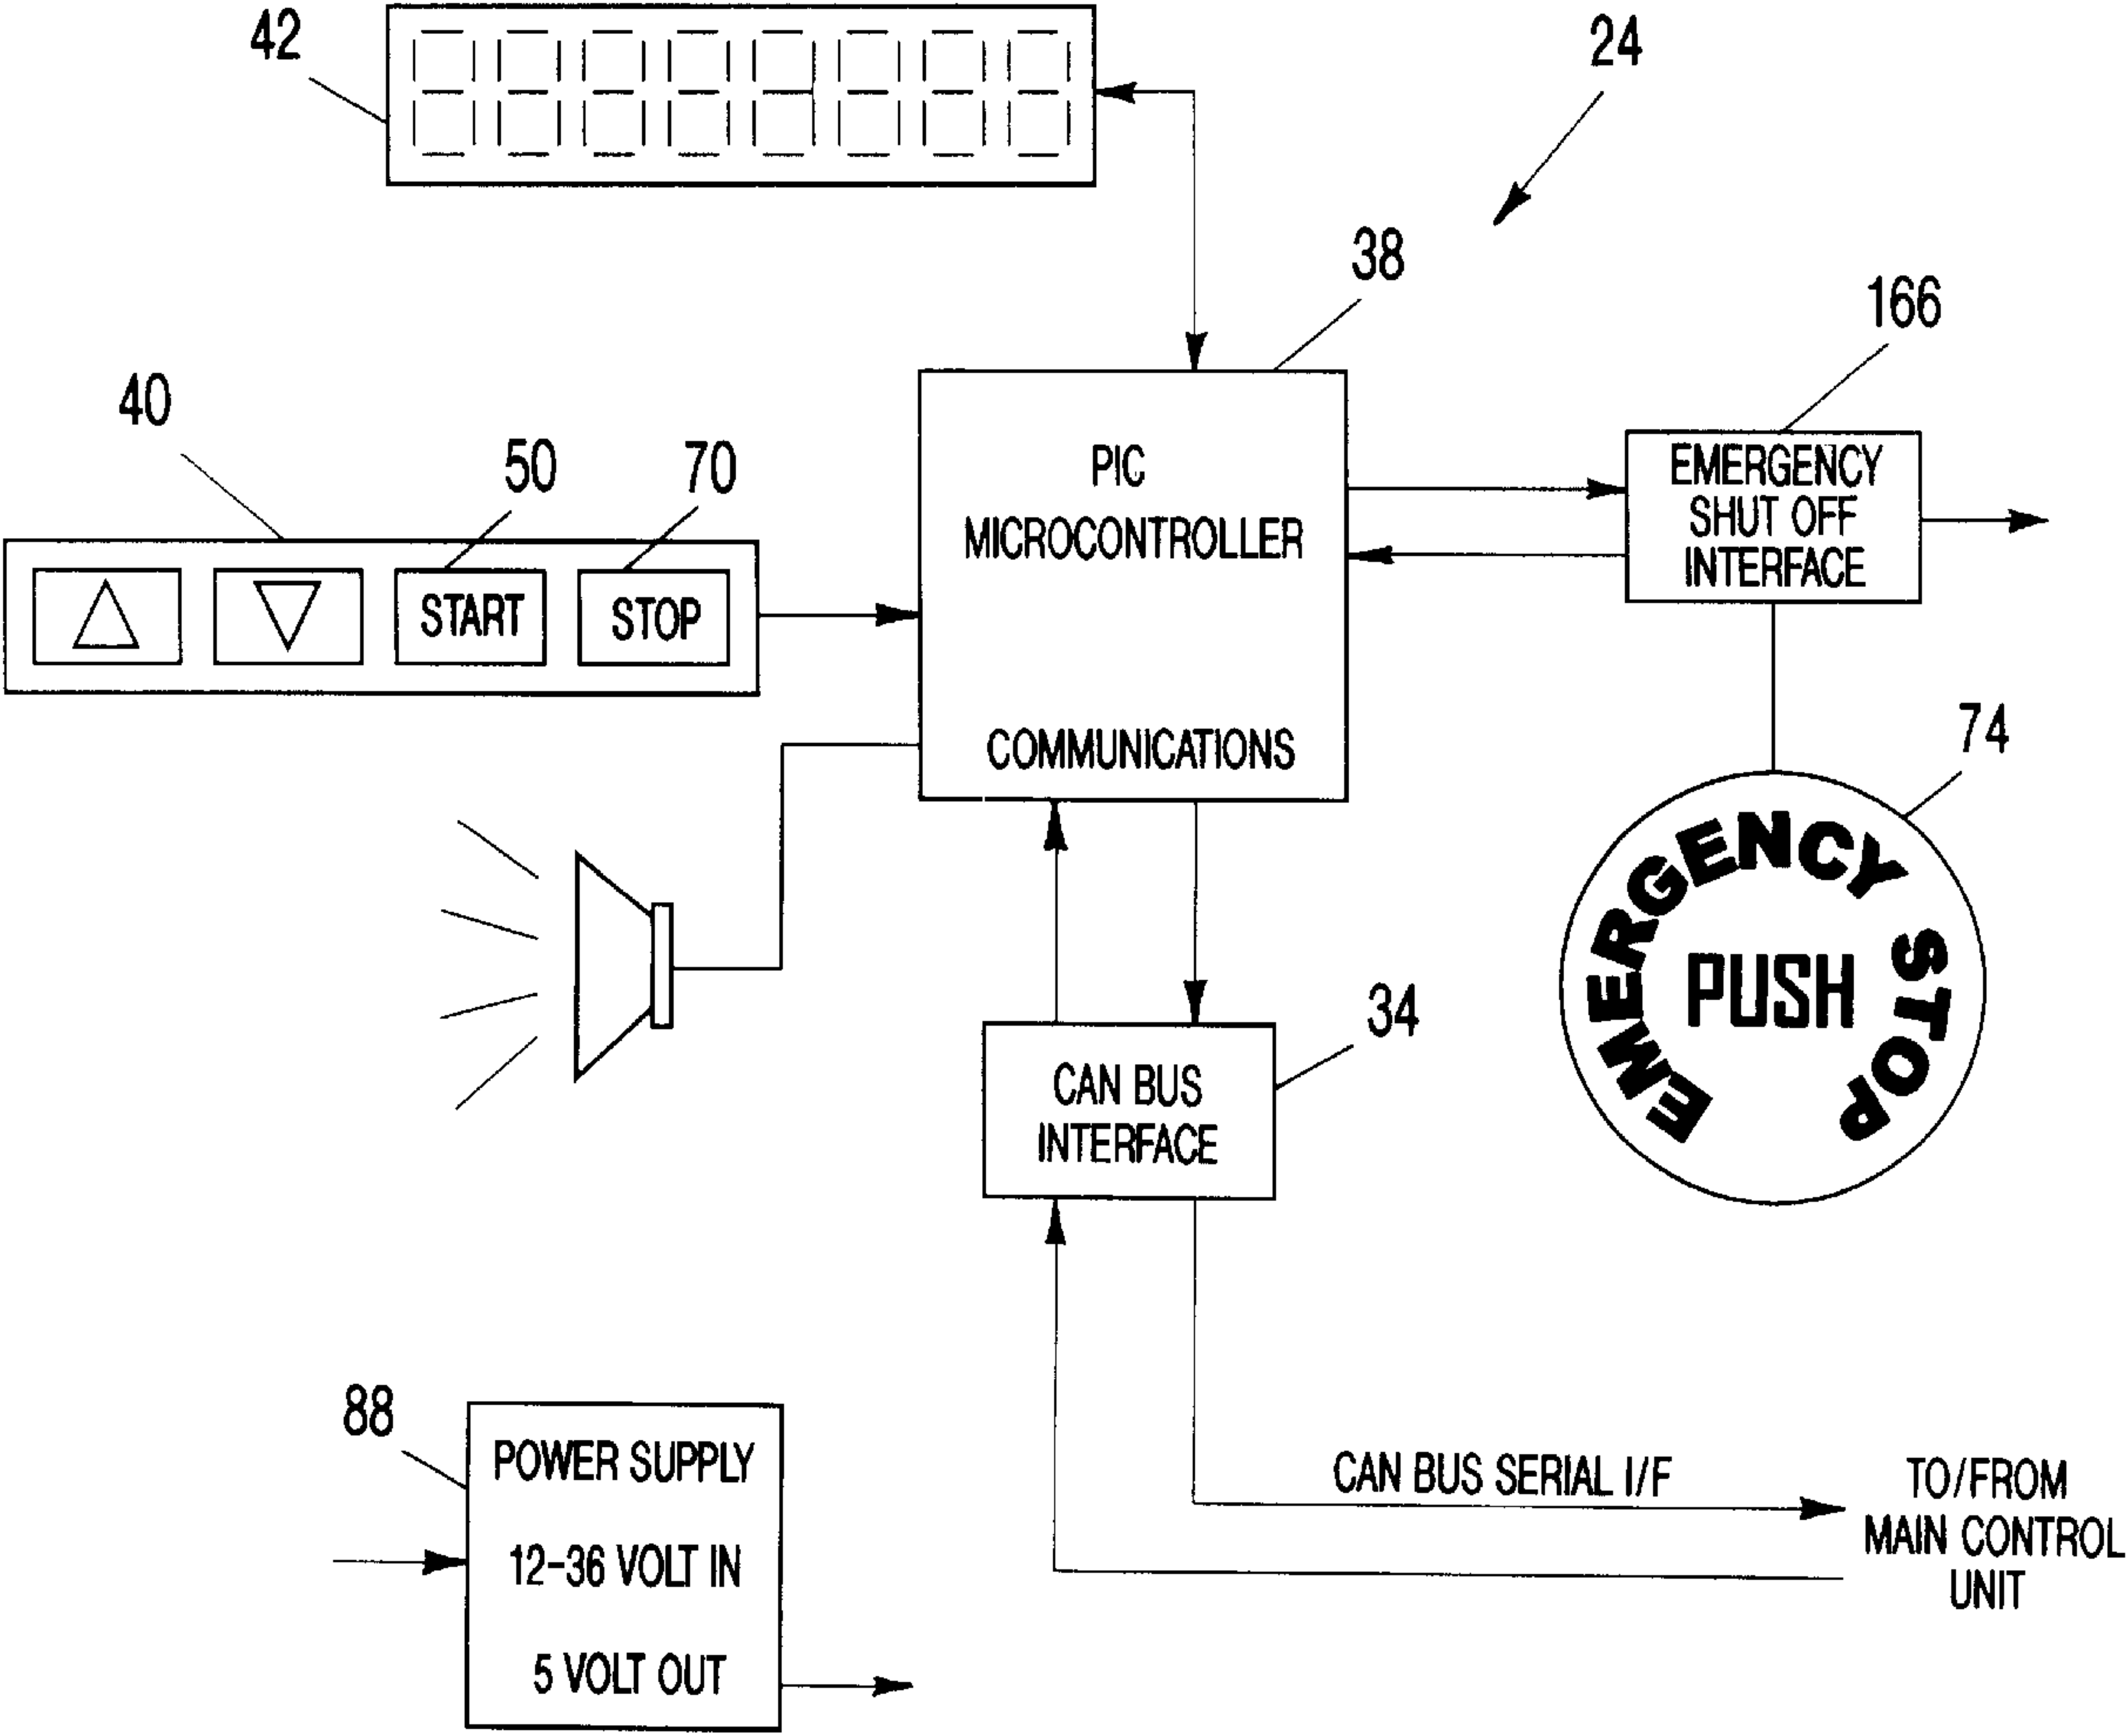 42
24
38
166
40
50
70
START
STOP
PIC
MICROCONTROLLER
COMMUNICATIONS
EMERGENCY
SHUT OFF
INTERFACE
74
EMERGENCY STOP
PUSH
34
CAN BUS
INTERFACE
88
POWER SUPPLY
12-36 VOLT IN
5 VOLT OUT
CAN BUS SERIAL I/F
TO/FROM
MAIN CONTROL
UNIT